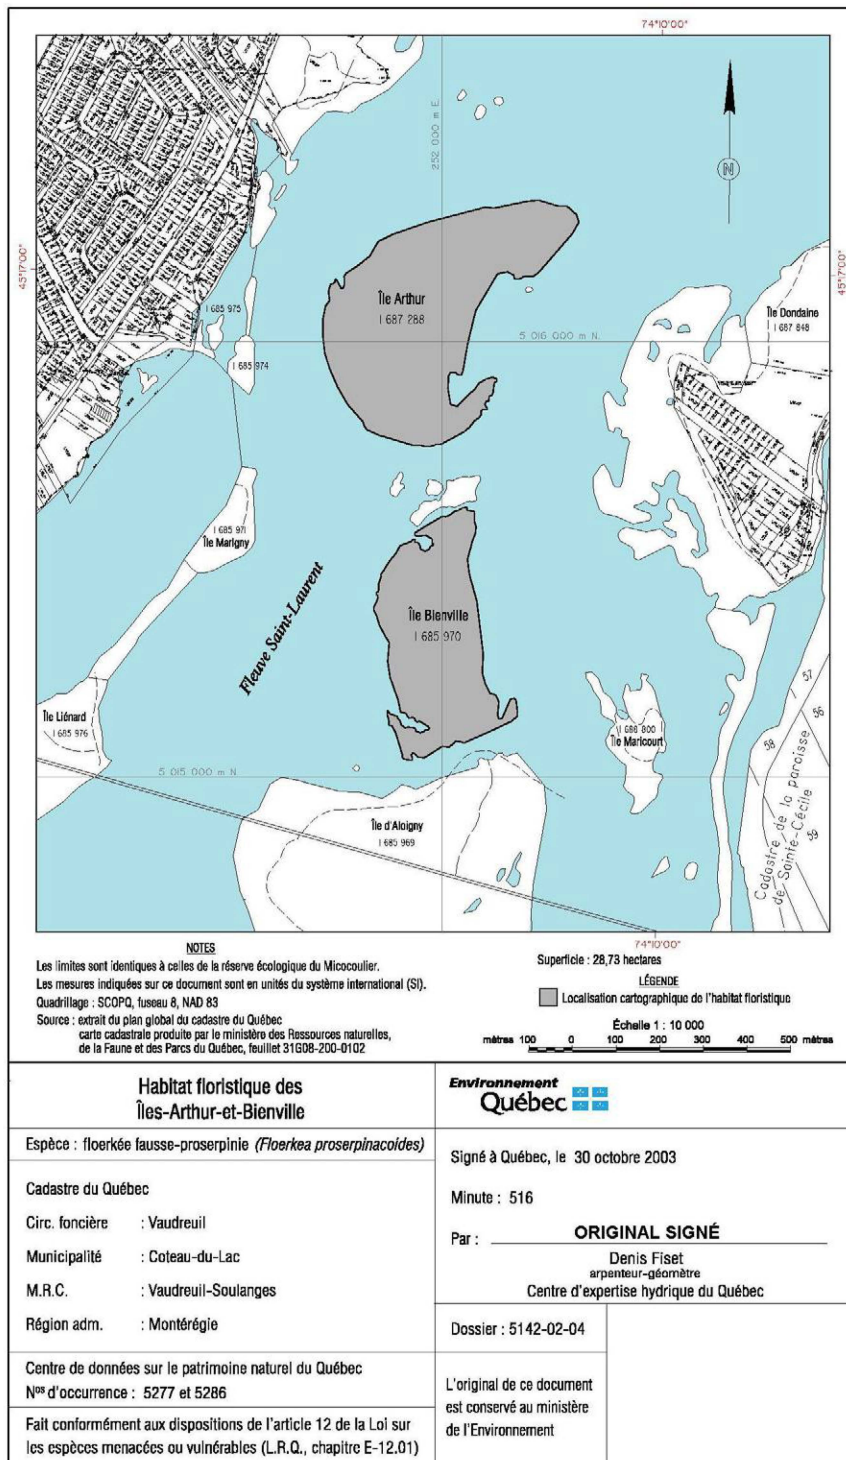 74°10'00"
252 000 m E
N
45°17'00"
45°17'00"
Île Arthur
1 687 288
1 685 975
5 016 000 m N.
Île Dondaine
1 687 648
1 685 974
1 685 971
Île Marigny
Fleuve Saint-Laurent
Île Bienville
1 685 970
57
56
Île Liénard
1 685 976
1 688 800
Île Maricourt
58
5 015 000 m N
Île d'Aloigny
1 685 969
59
Cadastre de la paroisse
de Sainte-Cécile
74°10'00"
NOTES
Les limites sont identiques à celles de la réserve écologique du Micocoulier.
Les mesures indiquées sur ce document sont en unités du système international (SI).
Quadrillage : SCOPQ, fuseau 8, NAD 83
Source : extrait du plan global du cadastre du Québec
carte cadastrale produite par le ministère des Ressources naturelles,
de la Faune et des Parcs du Québec, feuillet 31G08-200-0102
Superficie : 28,73 hectares
LÉGENDE
Localisation cartographique de l'habitat floristique
Échelle 1 : 10 000
mètres 100 0 100 200 300 400 500 mètres
Habitat floristique des
Îles-Arthur-et-Bienville
Espèce : floerkée fausse-proserpinie (Floerkea proserpinacoides)
Cadastre du Québec
Circ. foncière : Vaudreuil
Municipalité : Coteau-du-Lac
M.R.C. : Vaudreuil-Soulanges
Région adm. : Montérégie
Centre de données sur le patrimoine naturel du Québec
Nos d'occurrence : 5277 et 5286
Fait conformément aux dispositions de l'article 12 de la Loi sur
les espèces menacées ou vulnérables (L.R.Q., chapitre E-12.01)
Environnement
Québec
Signé à Québec, le 30 octobre 2003
Minute : 516
Par : ORIGINAL SIGNÉ
Denis Fiset
arpenteur-géomètre
Centre d'expertise hydrique du Québec
Dossier : 5142-02-04
L'original de ce document
est conservé au ministère
de l'Environnement